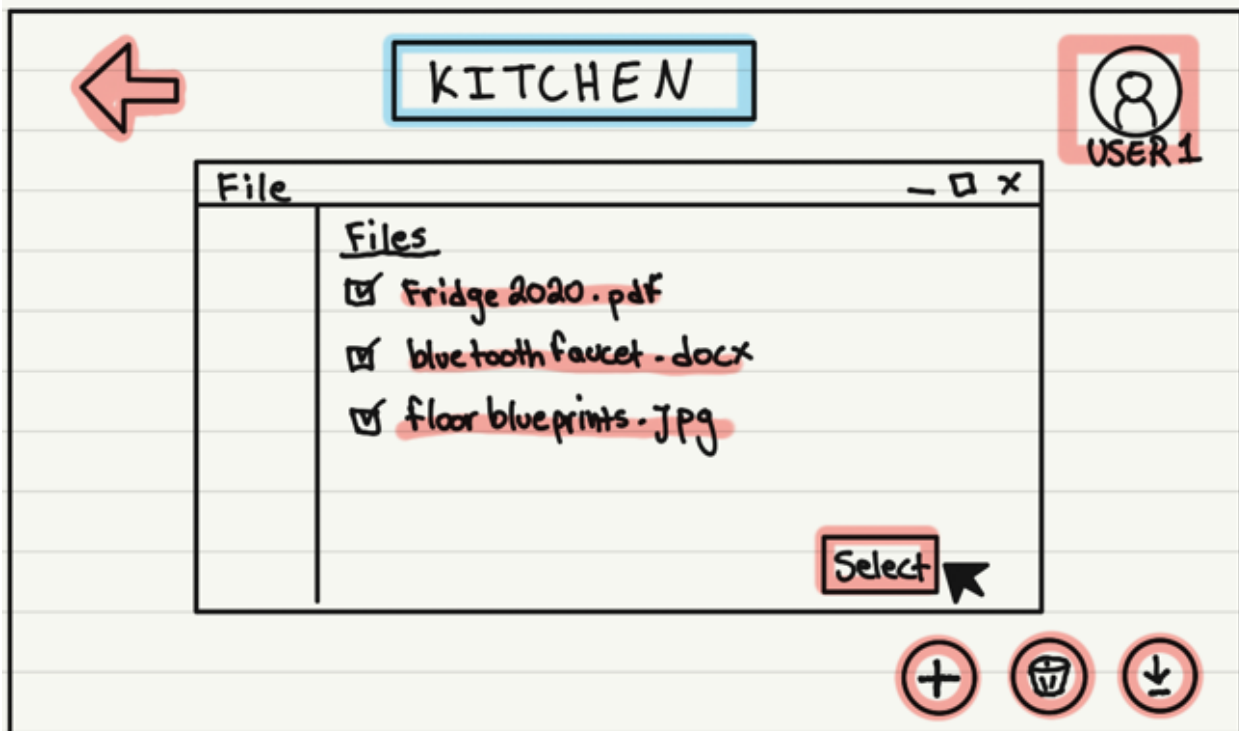 KITCHEN
USER 1
File
Files
Fridge 2020.pdf
bluetooth faucet.docx
floor blueprints.jpg
Select